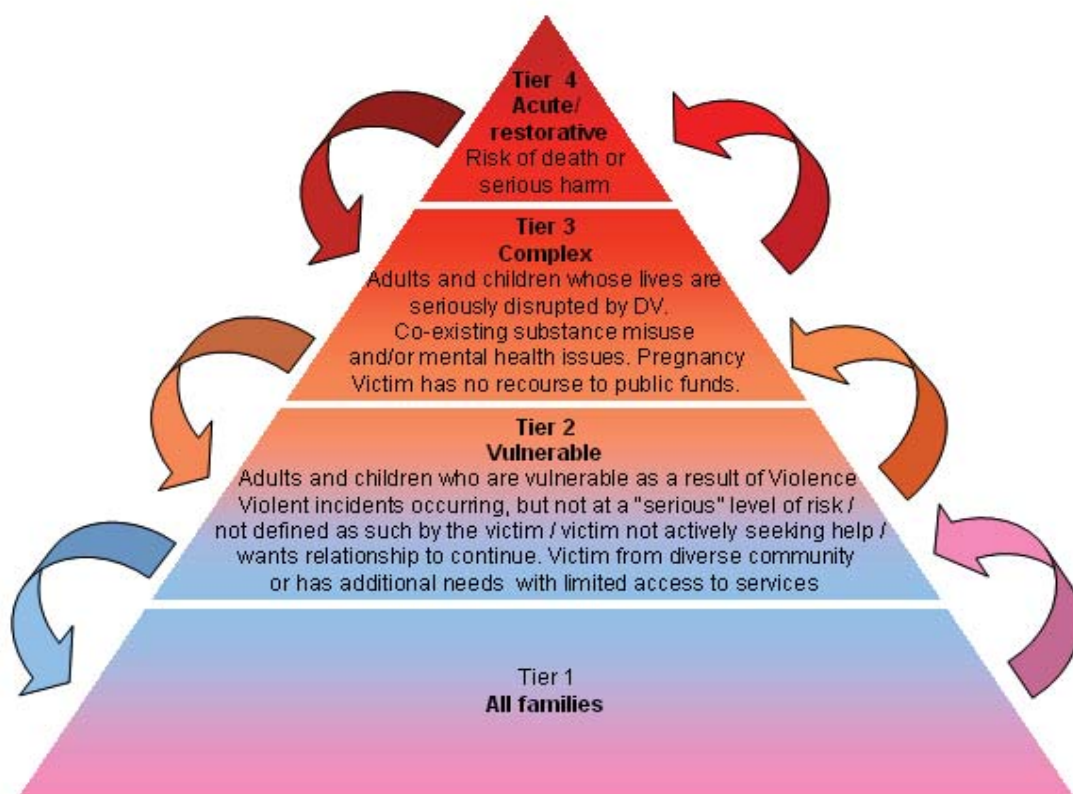 Tier 4
Acute/
restorative
Risk of death or
serious harm
Tier 3
Complex
Adults and children whose lives are
seriously disrupted by DV.
Co-existing substance misuse
and/or mental health issues. Pregnancy
Victim has no recourse to public funds.
Tier 2
Vulnerable
Adults and children who are vulnerable as a result of Violence
Violent incidents occurring, but not at a "serious" level of risk /
not defined as such by the victim / victim not actively seeking help /
wants relationship to continue. Victim from diverse community
or has additional needs with limited access to services
Tier 1
All families